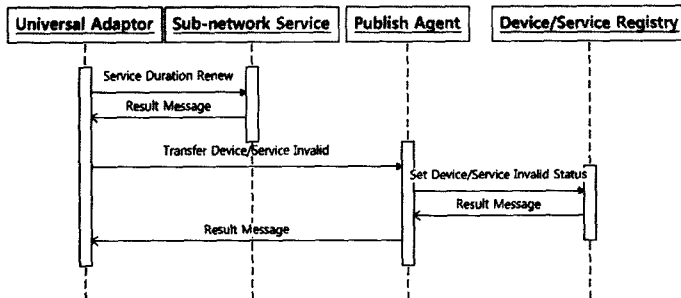 Universal Adaptor
Sub-network Service
Publish Agent
Device/Service Registry
Service Duration Renew
Result Message
Transfer Device/Service Invalid
Set Device/Service Invalid Status
Result Message
Result Message